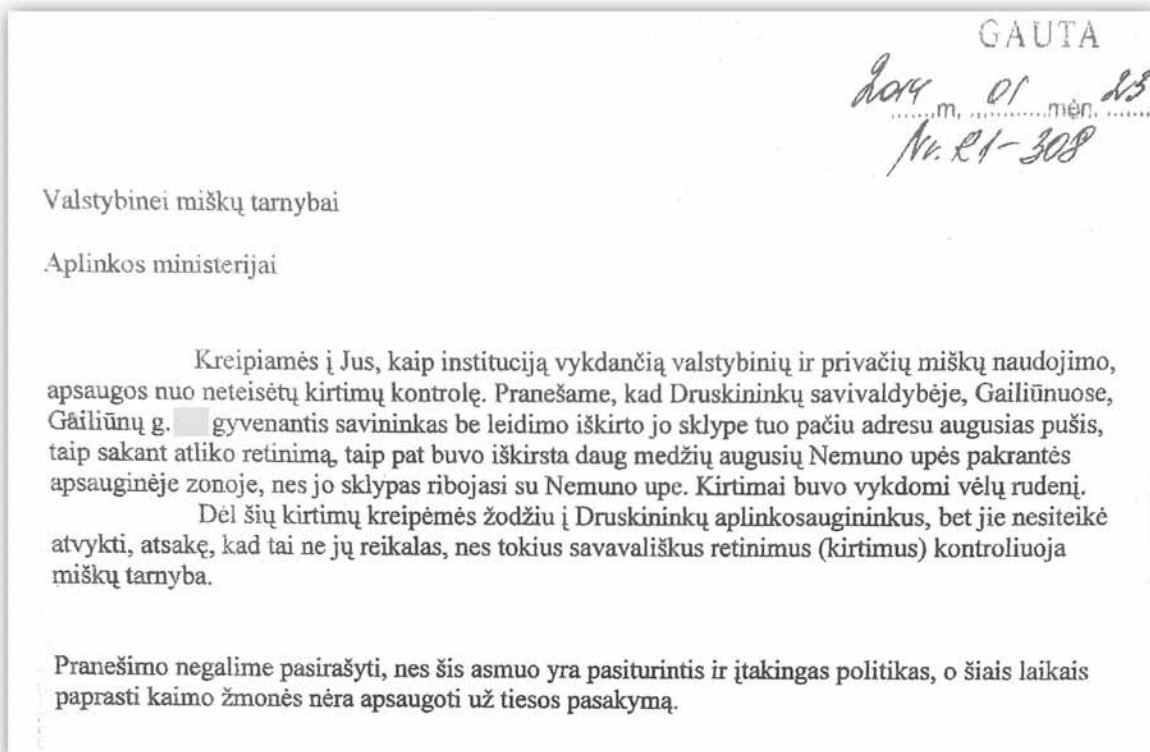 GAUTA
2014 m. 01 mėn. 23
Nr. R1-308
Valstybinei miškų tarnybai
Aplinkos ministerijai
Kreipiamės į Jus, kaip instituciją vykdančią valstybinių ir privačių miškų naudojimo,
apsaugos nuo neteisėtų kirtimų kontrolę. Pranešame, kad Druskininkų savivaldybėje, Gailiūnuose,
Gailiūnų g. gyvenantis savininkas be leidimo iškirto jo sklype tuo pačiu adresu augusias pušis,
taip sakant atliko retinimą, taip pat buvo iškirsta daug medžių augusių Nemuno upės pakrantės
apsauginėje zonoje, nes jo sklypas ribojasi su Nemuno upe. Kirtimai buvo vykdomi vėlų rudenį.
Dėl šių kirtimų kreipėmės žodžiu į Druskininkų aplinkosaugininkus, bet jie nesiteikė
atvykti, atsakę, kad tai ne jų reikalas, nes tokius savavališkus retinimus (kirtimus) kontroliuoja
miškų tarnyba.
Pranešimo negalime pasirašyti, nes šis asmuo yra pasiturintis ir įtakingas politikas, o šiais laikais
paprasti kaimo žmonės nėra apsaugoti už tiesos pasakymą.